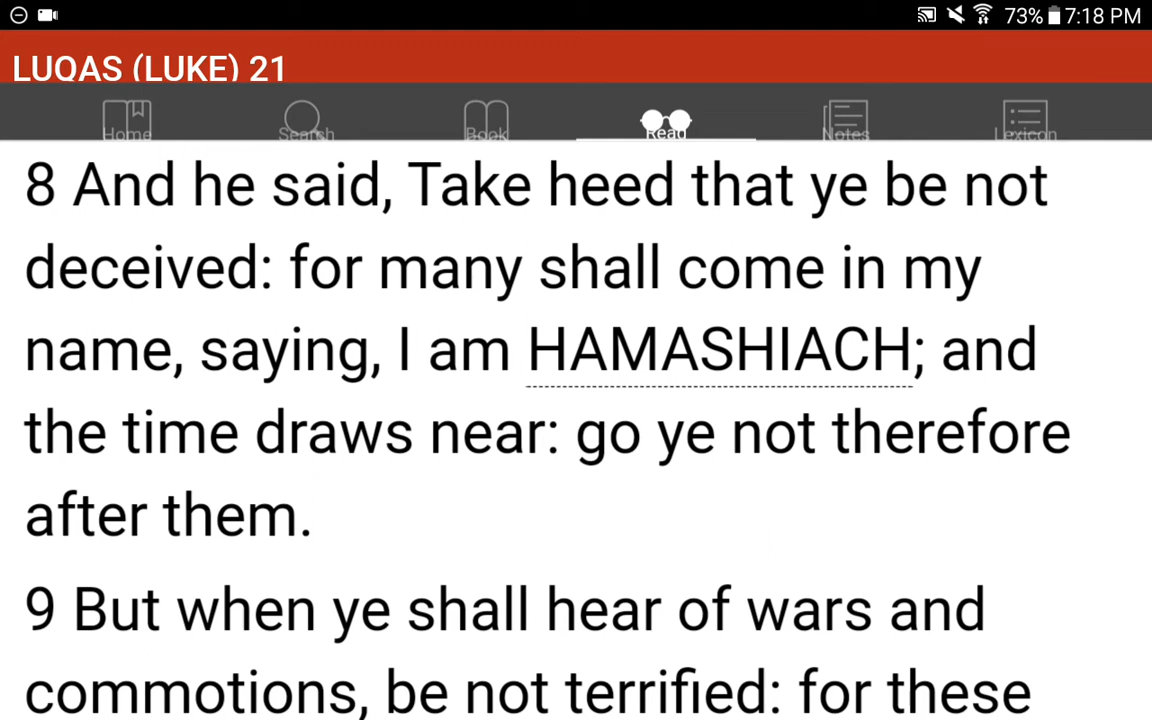 73% 7:18 PM
LUQAS (LUKE) 21
Home Search Book Read Notes Lexicon
8 And he said, Take heed that ye be not
deceived: for many shall come in my
name, saying, I am HAMASHIACH; and
the time draws near: go ye not therefore
after them.
9 But when ye shall hear of wars and
commotions, be not terrified: for these